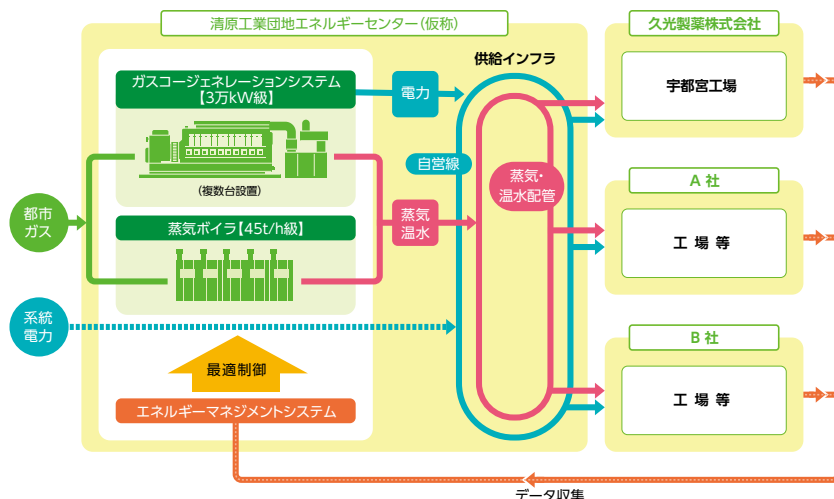 清原工業団地エネルギーセンター(仮称)
ガスコージェネレーションシステム
【3万kW級】
(複数台設置)
蒸気ボイラ【45t/h級】
都市
ガス
系統
電力
電力
蒸気
温水
供給インフラ
自営線
蒸気・
温水配管
最適制御
エネルギーマネジメントシステム
久光製薬株式会社
宇都宮工場
A 社
工 場 等
B 社
工 場 等
データ収集